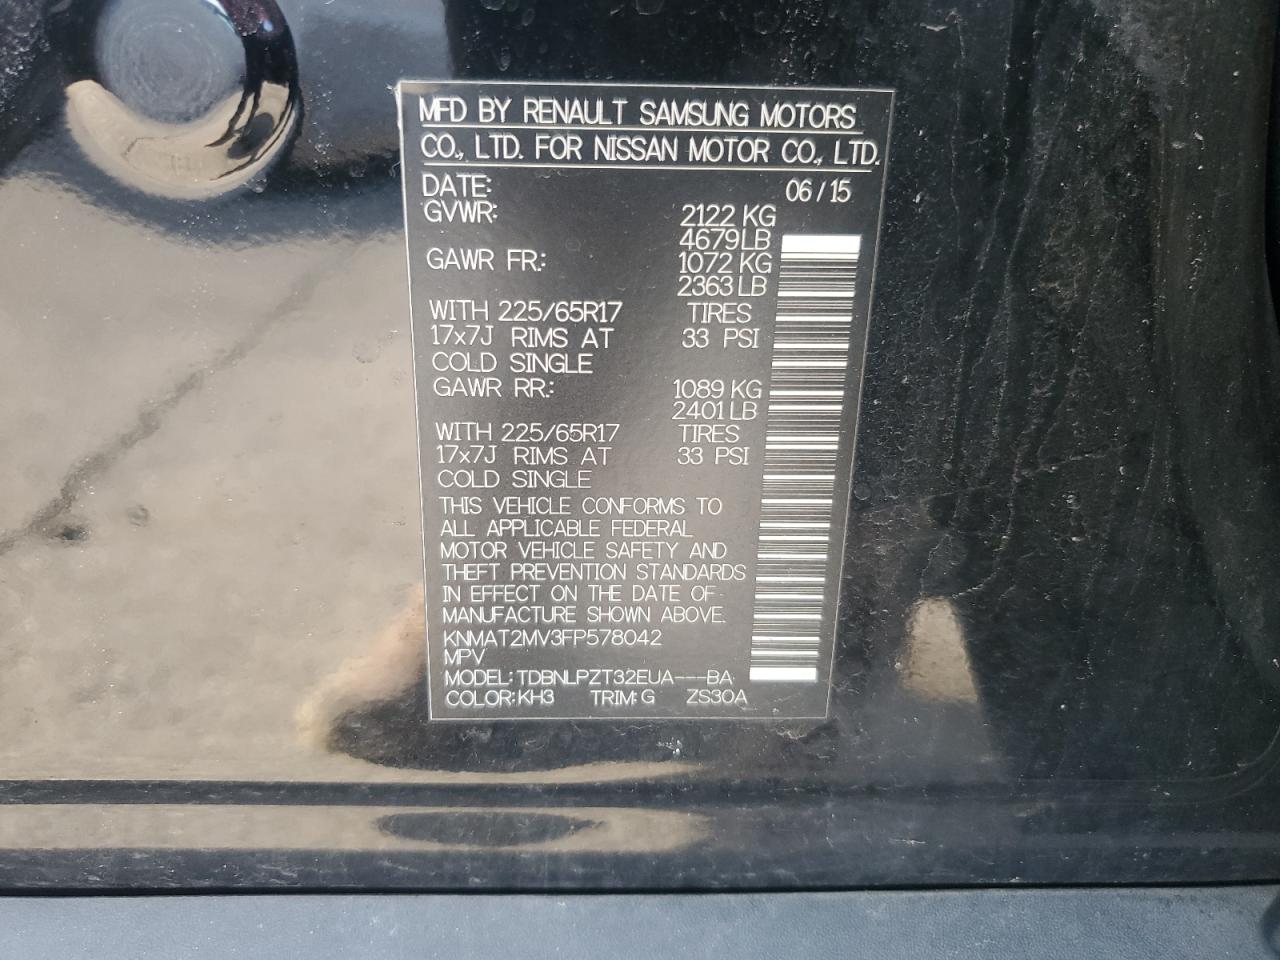 MFD BY RENAULT SAMSUNG MOTORS
CO., LTD. FOR NISSAN MOTOR CO., LTD.
DATE: 06/15
GVWR: 2122 KG
4679 LB
GAWR FR.: 1072 KG
2363 LB
WITH 225/65R17 TIRES
17x7J RIMS AT 33 PSI
COLD SINGLE
GAWR RR.: 1089 KG
2401 LB
WITH 225/65R17 TIRES
17x7J RIMS AT 33 PSI
COLD SINGLE
THIS VEHICLE CONFORMS TO
ALL APPLICABLE FEDERAL
MOTOR VEHICLE SAFETY AND
THEFT PREVENTION STANDARDS
IN EFFECT ON THE DATE OF
MANUFACTURE SHOWN ABOVE.
KNMAT2MV3FP578042
MPV
MODEL: TDBNLPZT32EUA---BA
COLOR: KH3 TRIM: G ZS30A